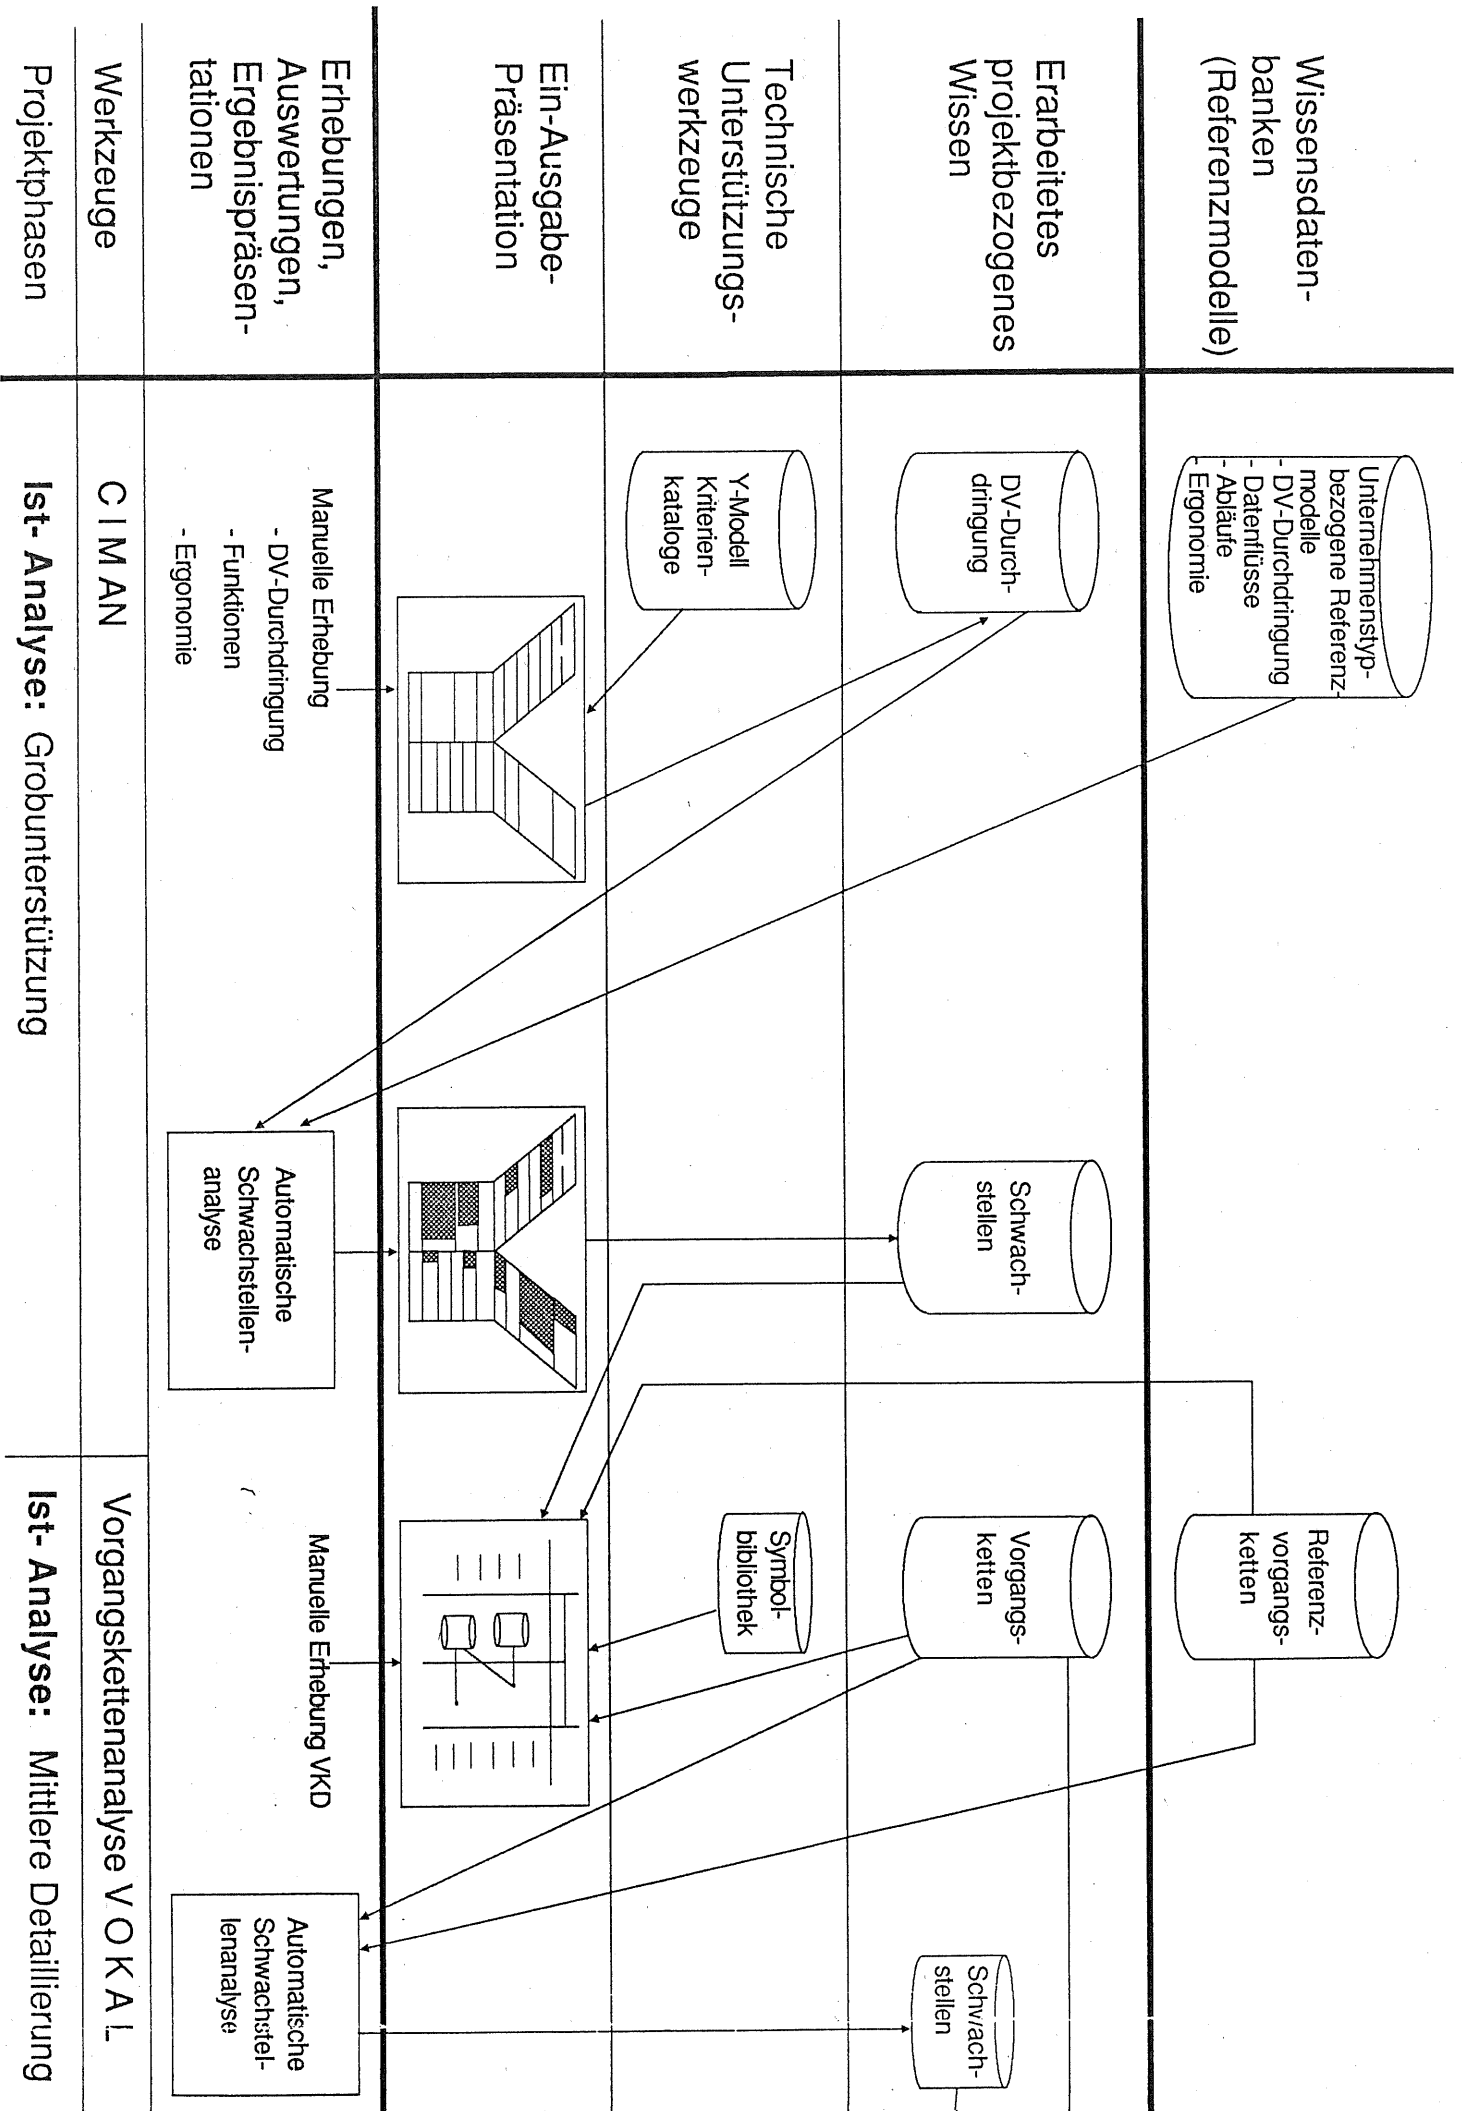 Wissensdaten-
banken
(Referenzmodelle)
Unternehmenstyp-
bezogene Referenz-
modelle
- DV-Durchdringung
- Datenflüsse
- Abläufe
- Ergonomie
Referenz-
vorgangs-
ketten
Erarbeitetes
projektbezogenes
Wissen
DV-Durch-
dringung
Schwach-
stellen
Vorgangs-
ketten
Schwach-
stellen
Technische
Unterstützungs-
werkzeuge
Y-Modell
Kriterien-
kataloge
Symbol-
bibliothek
Ein-Ausgabe-
Präsentation
Erhebungen,
Auswertungen,
Ergebnispräsen-
tationen
Manuelle Erhebung
- DV-Durchdringung
- Funktionen
- Ergonomie
Automatische
Schwachstellen-
analyse
Manuelle Erhebung VKD
Automatische
Schwachstel-
lenanalyse
Werkzeuge
C I M AN
Vorgangskettenanalyse V O K A L
Projektphasen
Ist- Analyse: Grobunterstützung
Ist- Analyse: Mittlere Detaillierung